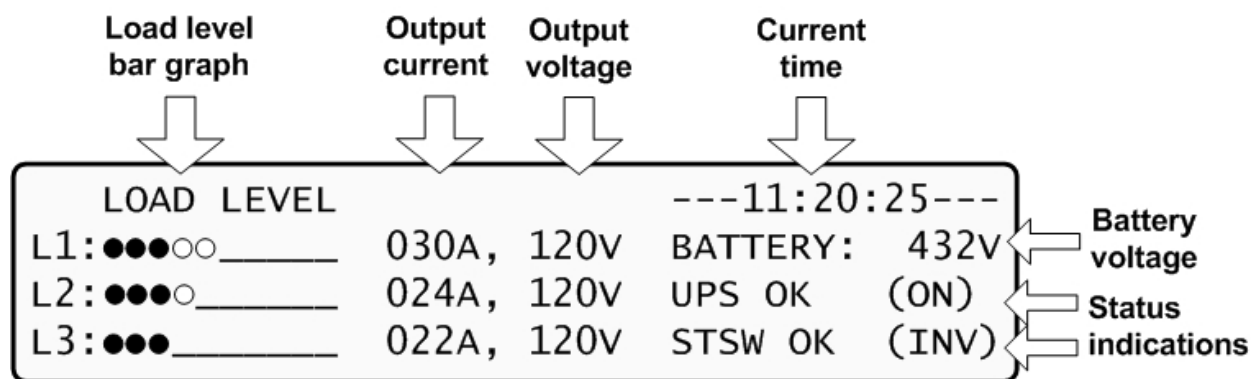 Load level
bar graph
Output
current
Output
voltage
Current
time
LOAD LEVEL ---11:20:25---
L1:●●●○○______ 030A, 120V BATTERY: 432V
L2:●●●○_______ 024A, 120V UPS OK (ON)
L3:●●●________ 022A, 120V STSW OK (INV)
Battery
voltage
Status
indications